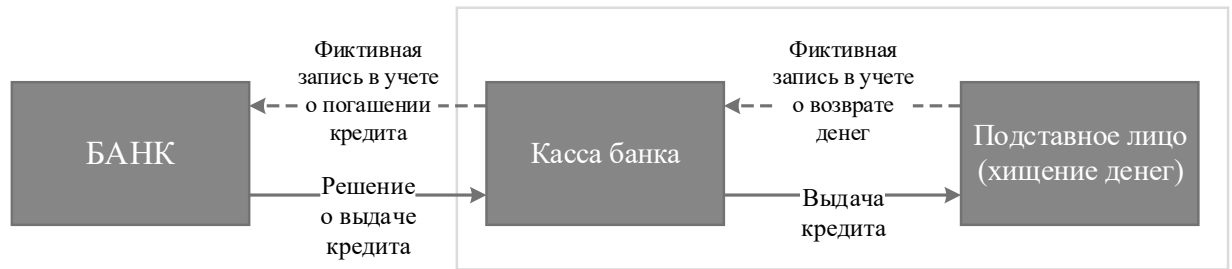 Фиктивная
запись в учете
о погашении
кредита
Фиктивная
запись в учете
о возврате
денег
БАНК
Касса банка
Подставное лицо
(хищение денег)
Решение
о выдаче
кредита
Выдача
кредита